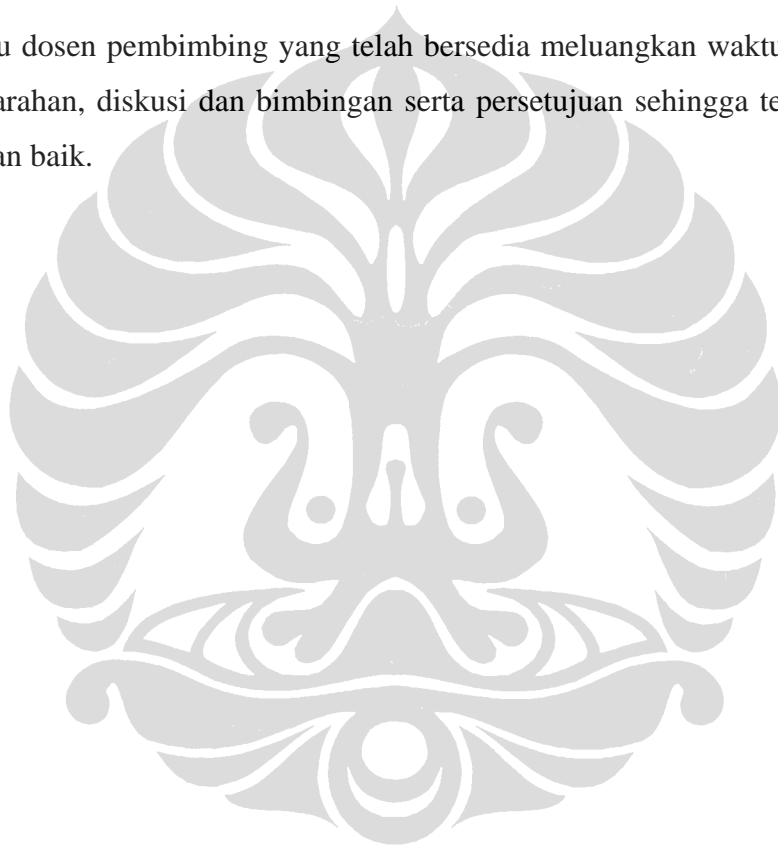 u dosen pembimbing yang telah bersedia meluangkan waktu
arahan, diskusi dan bimbingan serta persetujuan sehingga te
an baik.